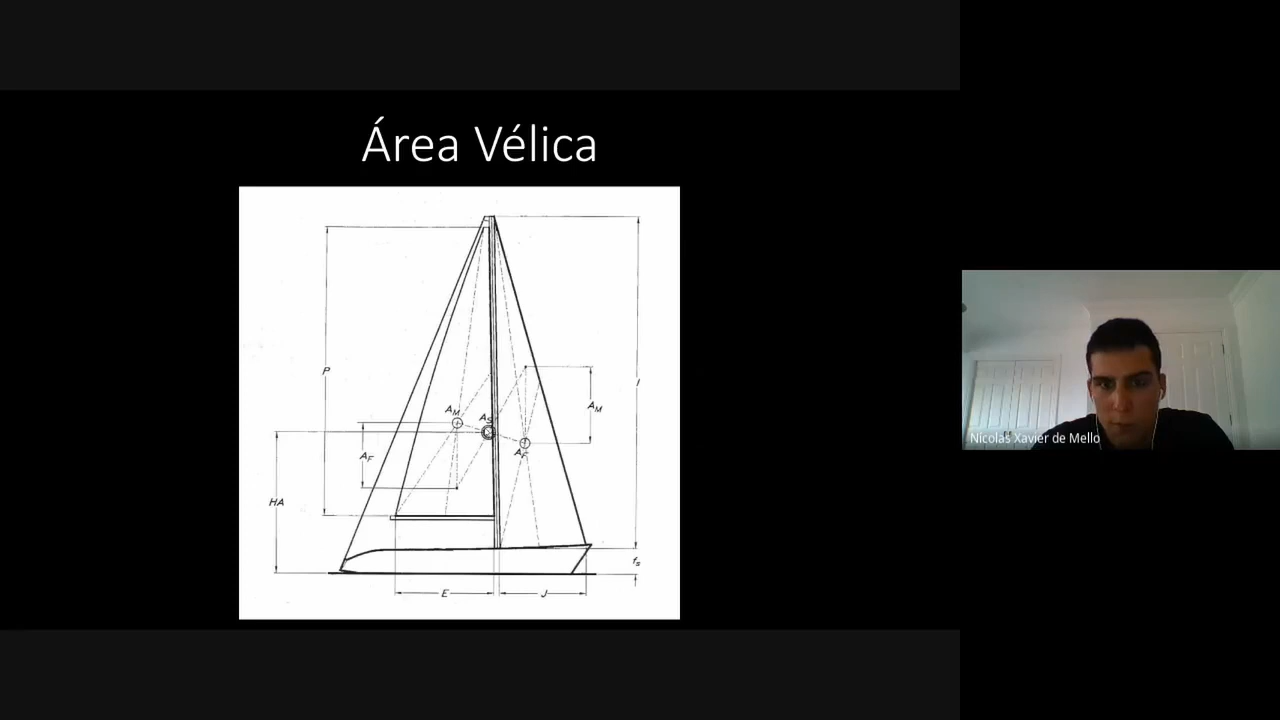 Área Vélica
P
I
A_M
A_M
A_S
A_F
A_F
HA
f_s
E
J
Nicolas Xavier de Mello